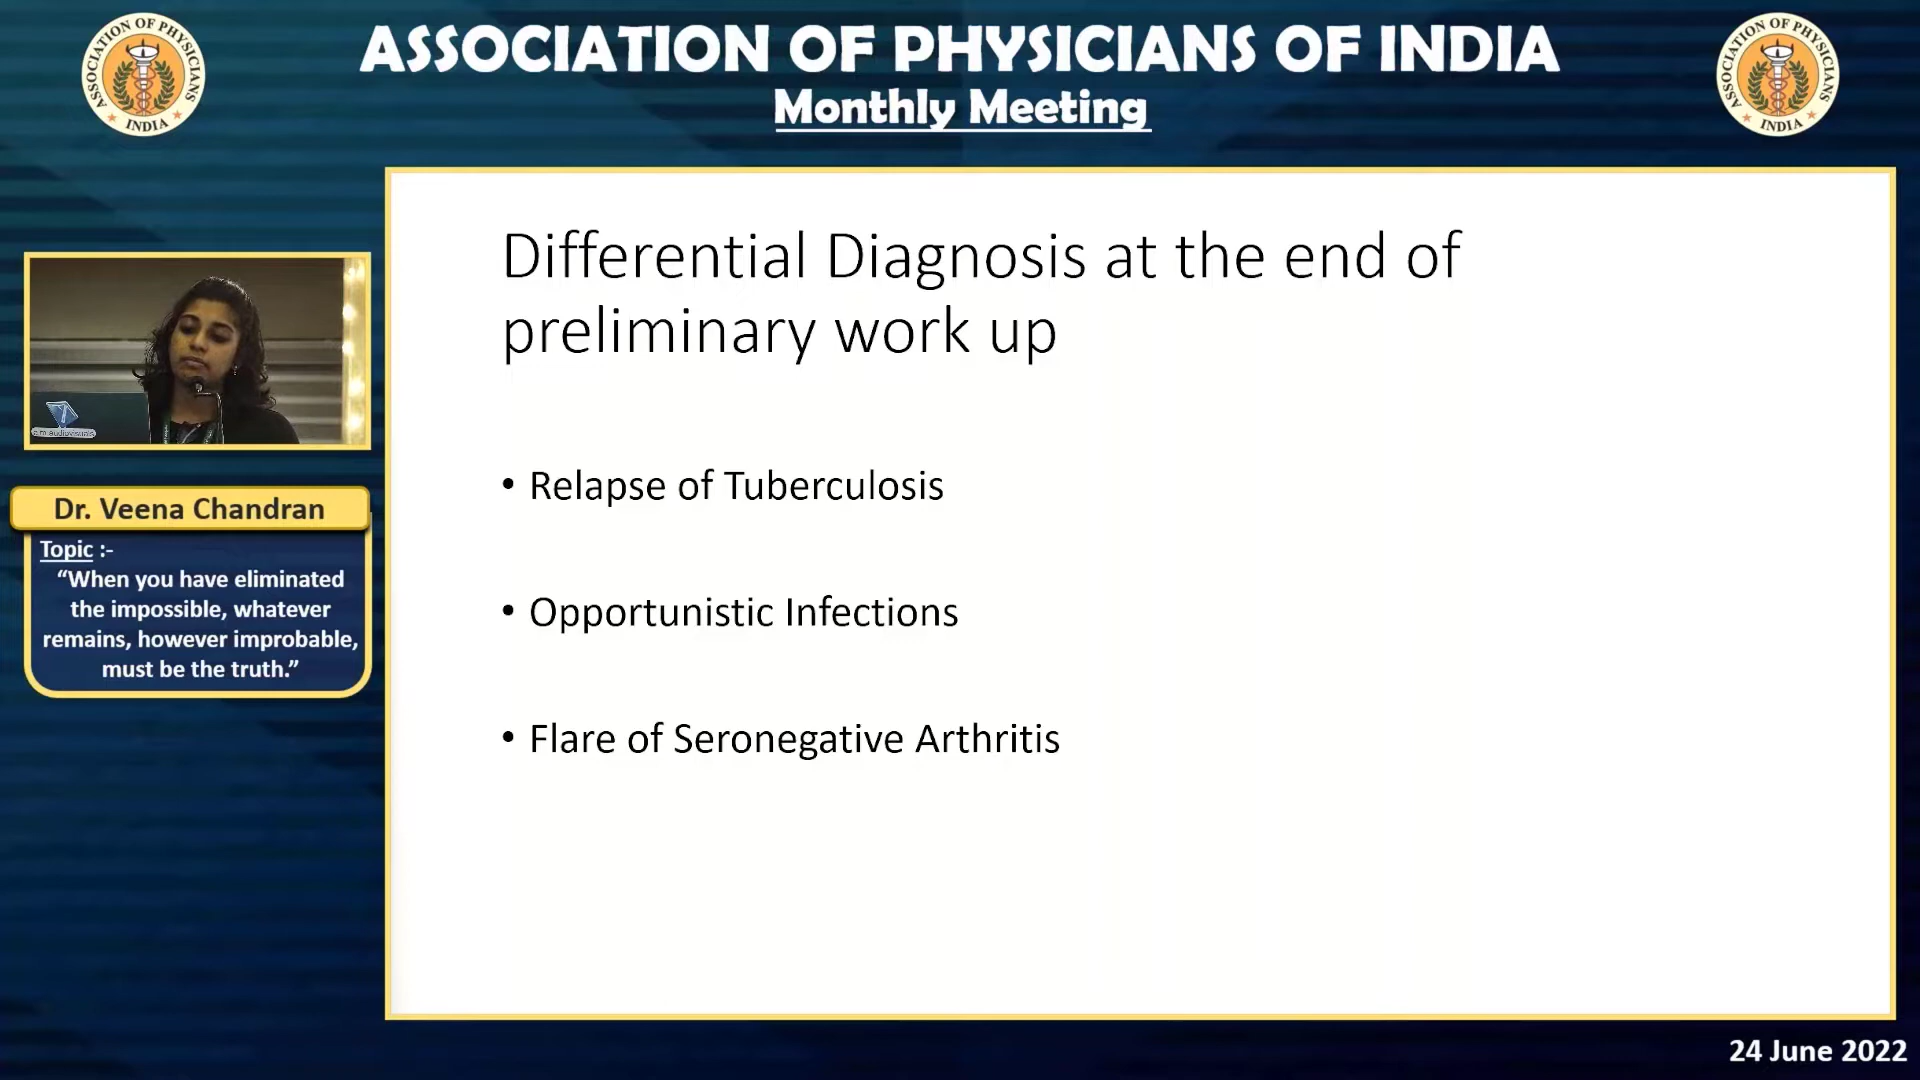 ASSOCIATION OF PHYSICIANS OF INDIA
Monthly Meeting
ASSOCIATION OF PHYSICIANS
INDIA
ASSOCIATION OF PHYSICIANS
INDIA
Differential Diagnosis at the end of
preliminary work up
• Relapse of Tuberculosis
• Opportunistic Infections
• Flare of Seronegative Arthritis
a.m.audiovisuals
Dr. Veena Chandran
Topic :-
“When you have eliminated
the impossible, whatever
remains, however improbable,
must be the truth.”
24 June 2022